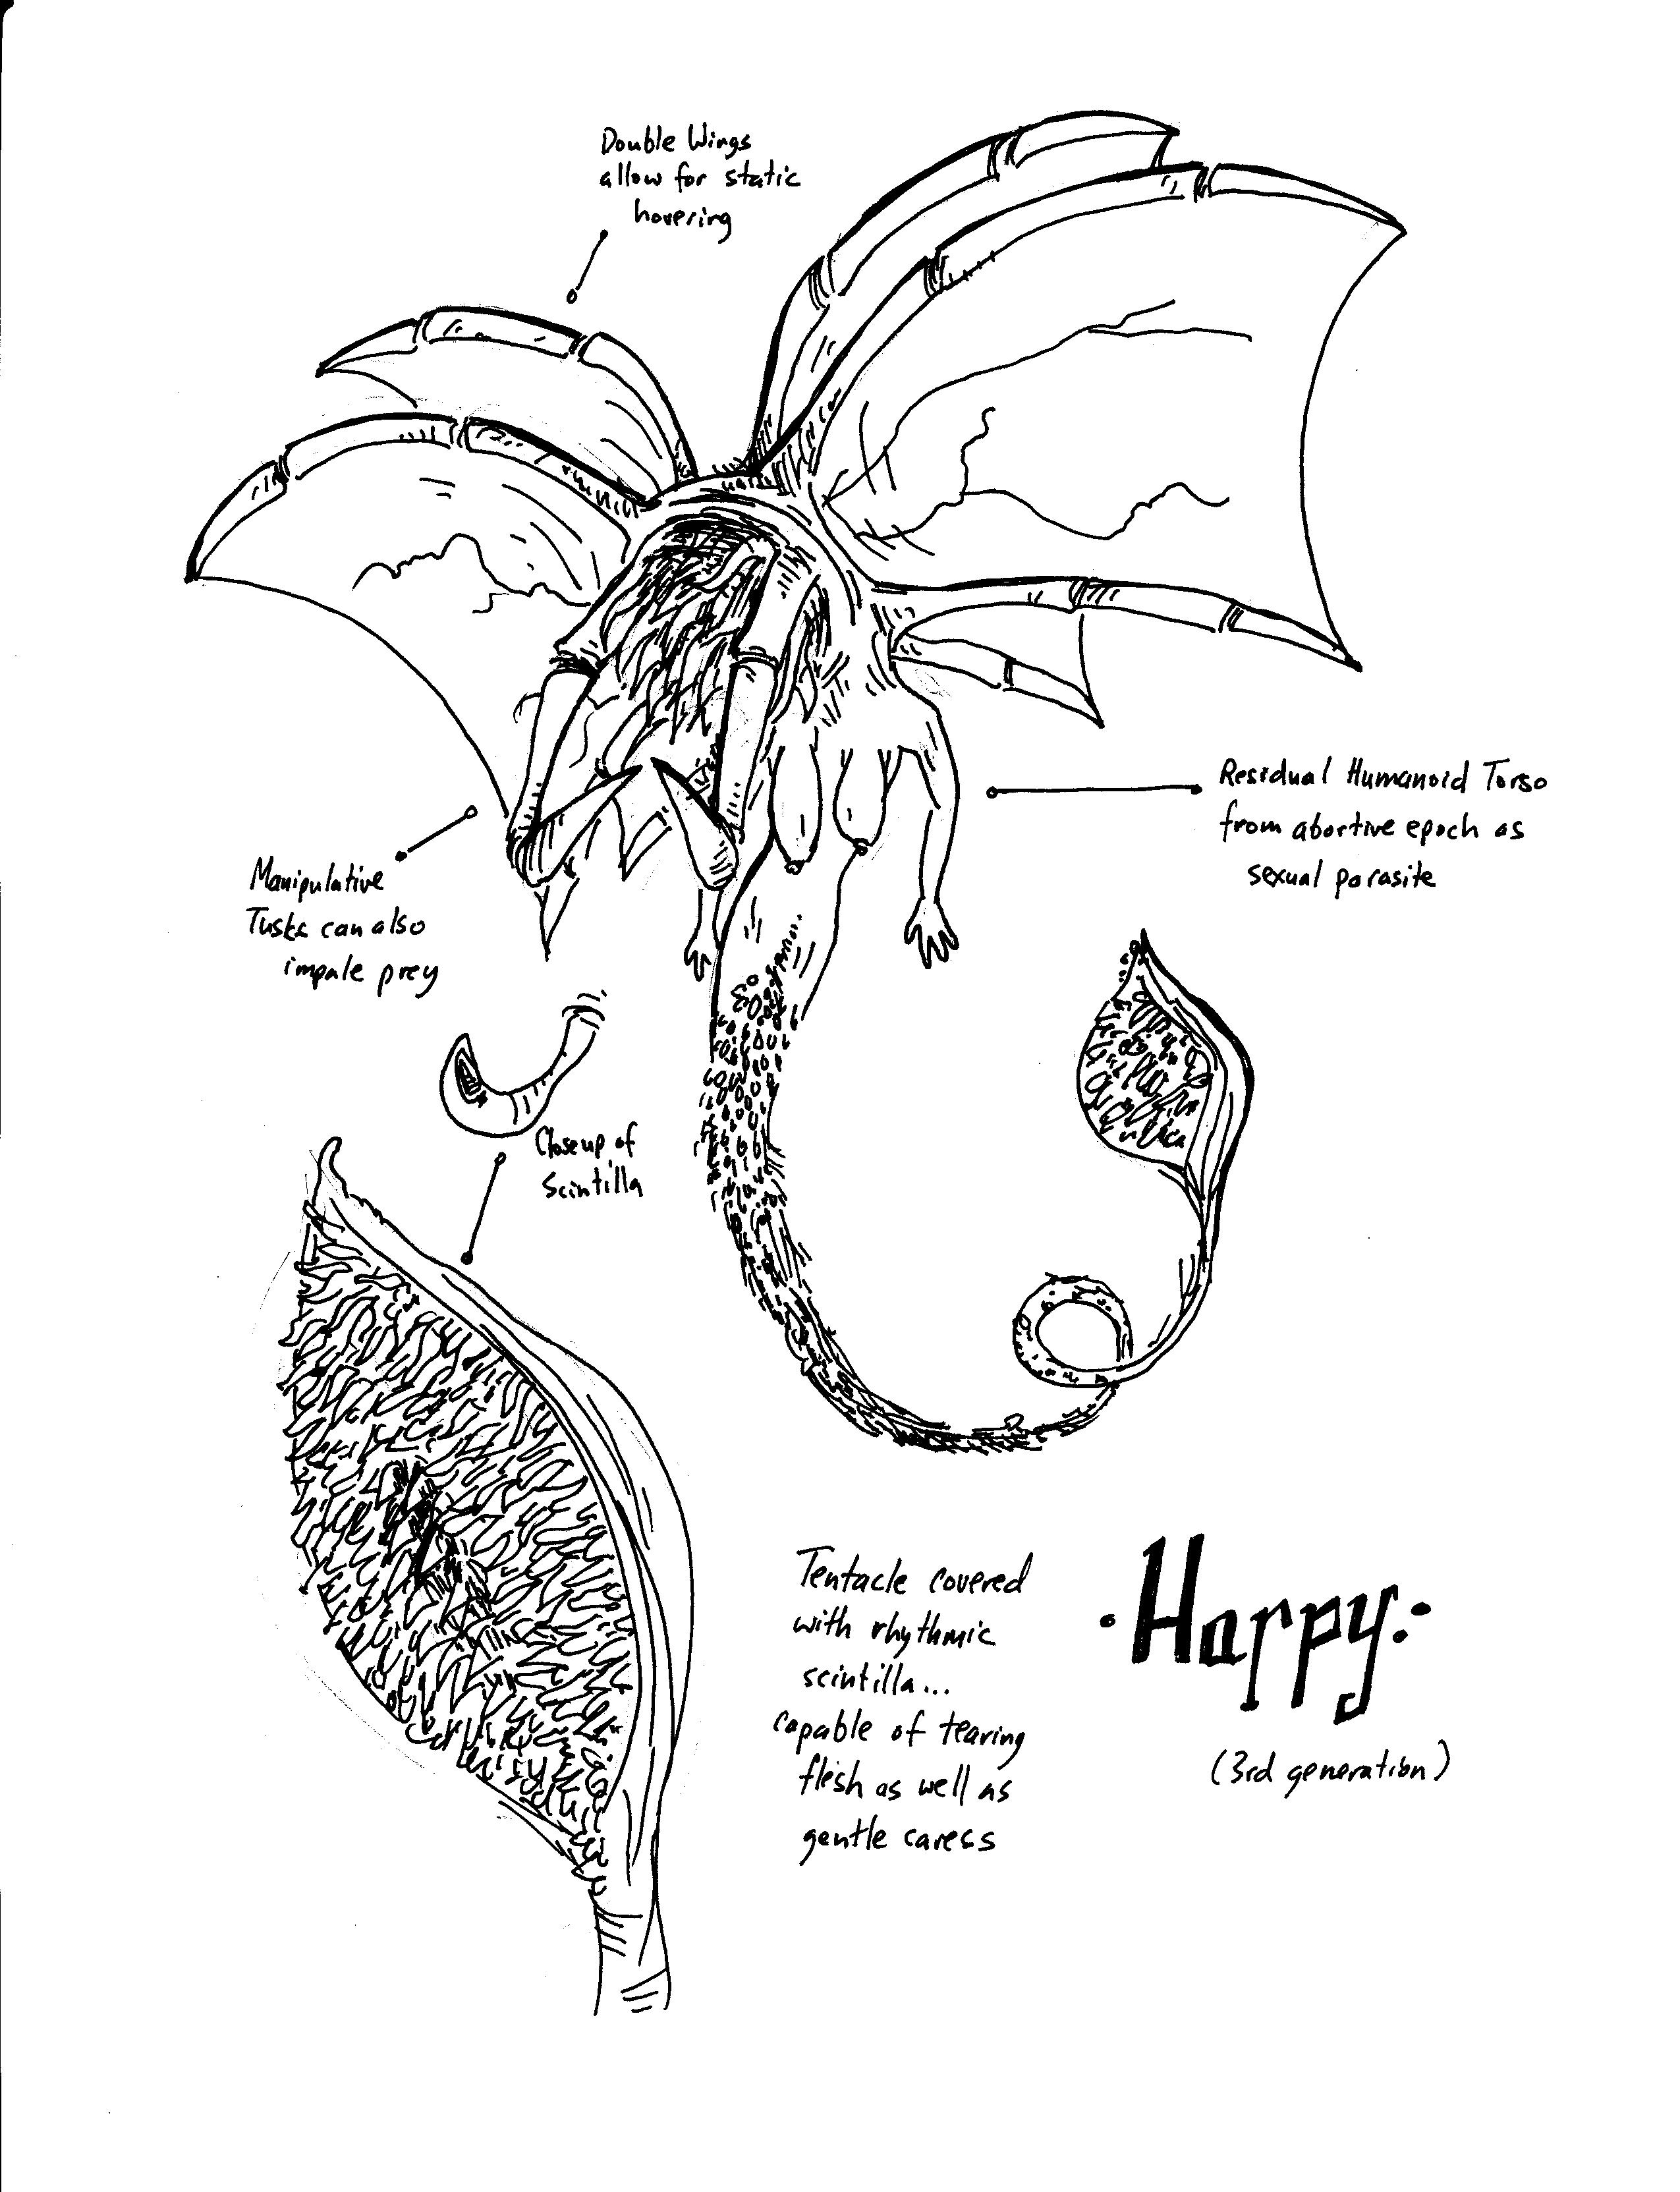 Double Wings
allow for static
hovering
Residual Humanoid Torso
from abortive epoch as
sexual parasite
Manipulative
Tusks can also
impale prey
Closeup of
Scintilla
Tentacle covered
with rhythmic
scintilla...
capable of tearing
flesh as well as
gentle caress
·Harpy:·
(3rd generation)